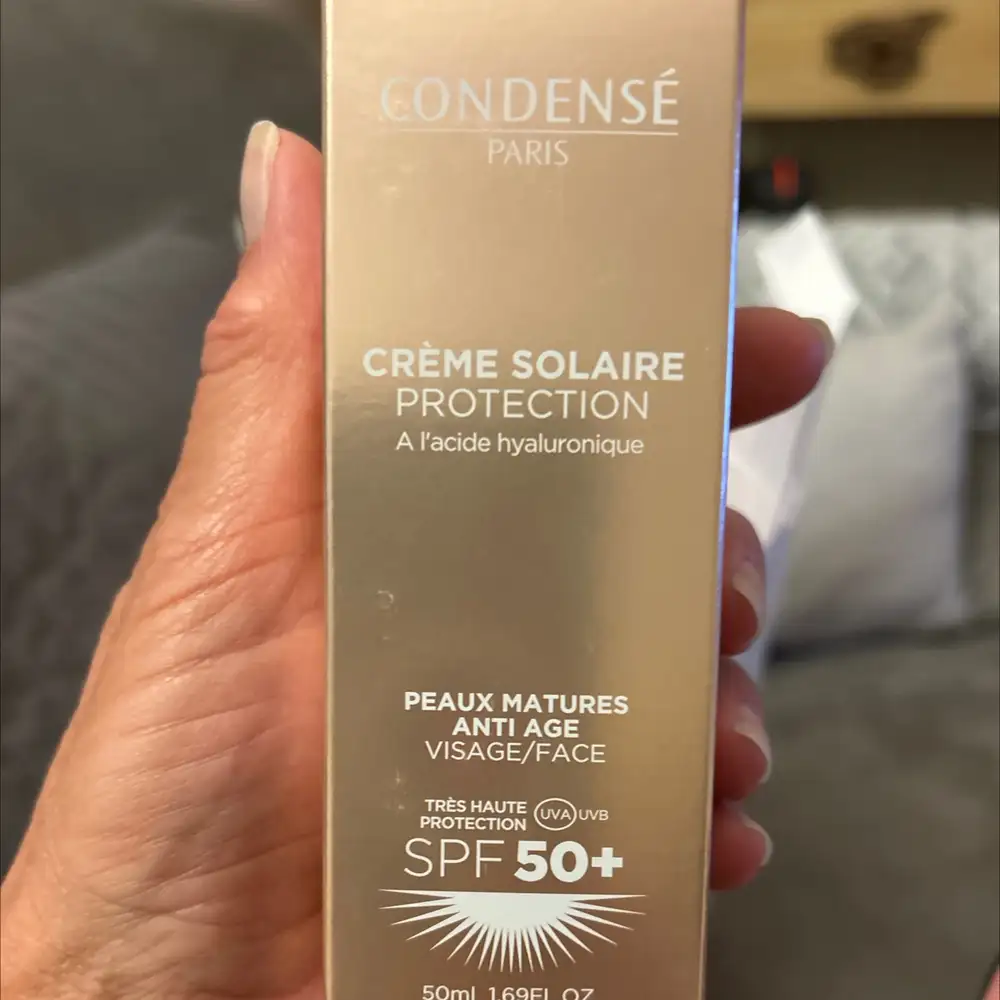 CONDENSÉ
PARIS
CRÈME SOLAIRE
PROTECTION
A l'acide hyaluronique
PEAUX MATURES
ANTI AGE
VISAGE/FACE
TRÈS HAUTE
PROTECTION UVA UVB
SPF 50+
50ml 1.69FL OZ